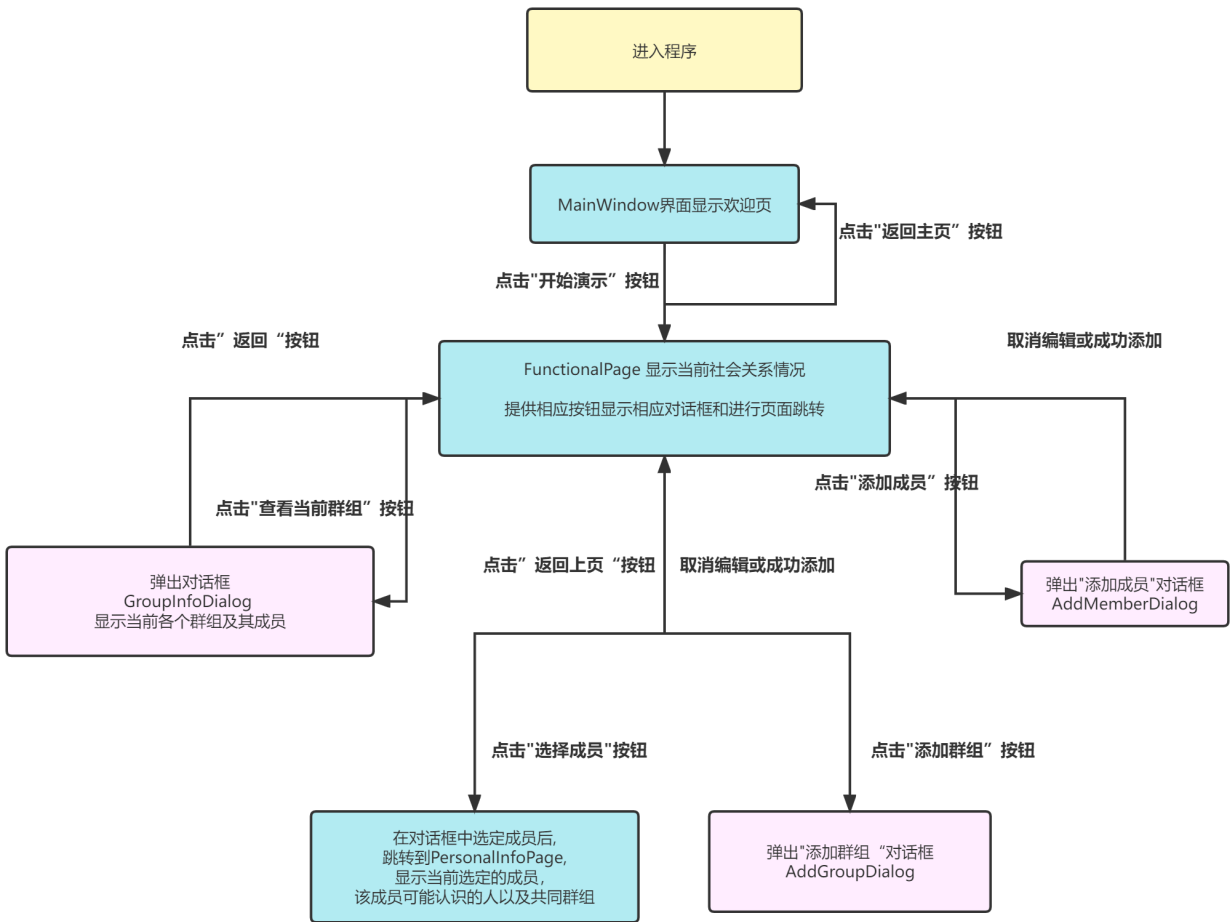 进入程序
MainWindow界面显示欢迎页
点击"返回主页”按钮
点击"开始演示”按钮
点击”返回“按钮
取消编辑或成功添加
FunctionalPage 显示当前社会关系情况
提供相应按钮显示相应对话框和进行页面跳转
点击"添加成员”按钮
点击"查看当前群组”按钮
点击”返回上页“按钮
取消编辑或成功添加
弹出对话框
GroupInfoDialog
显示当前各个群组及其成员
弹出"添加成员"对话框
AddMemberDialog
点击"选择成员"按钮
点击"添加群组”按钮
在对话框中选定成员后,
跳转到PersonalInfoPage,
显示当前选定的成员，
该成员可能认识的人以及共同群组
弹出"添加群组“对话框
AddGroupDialog